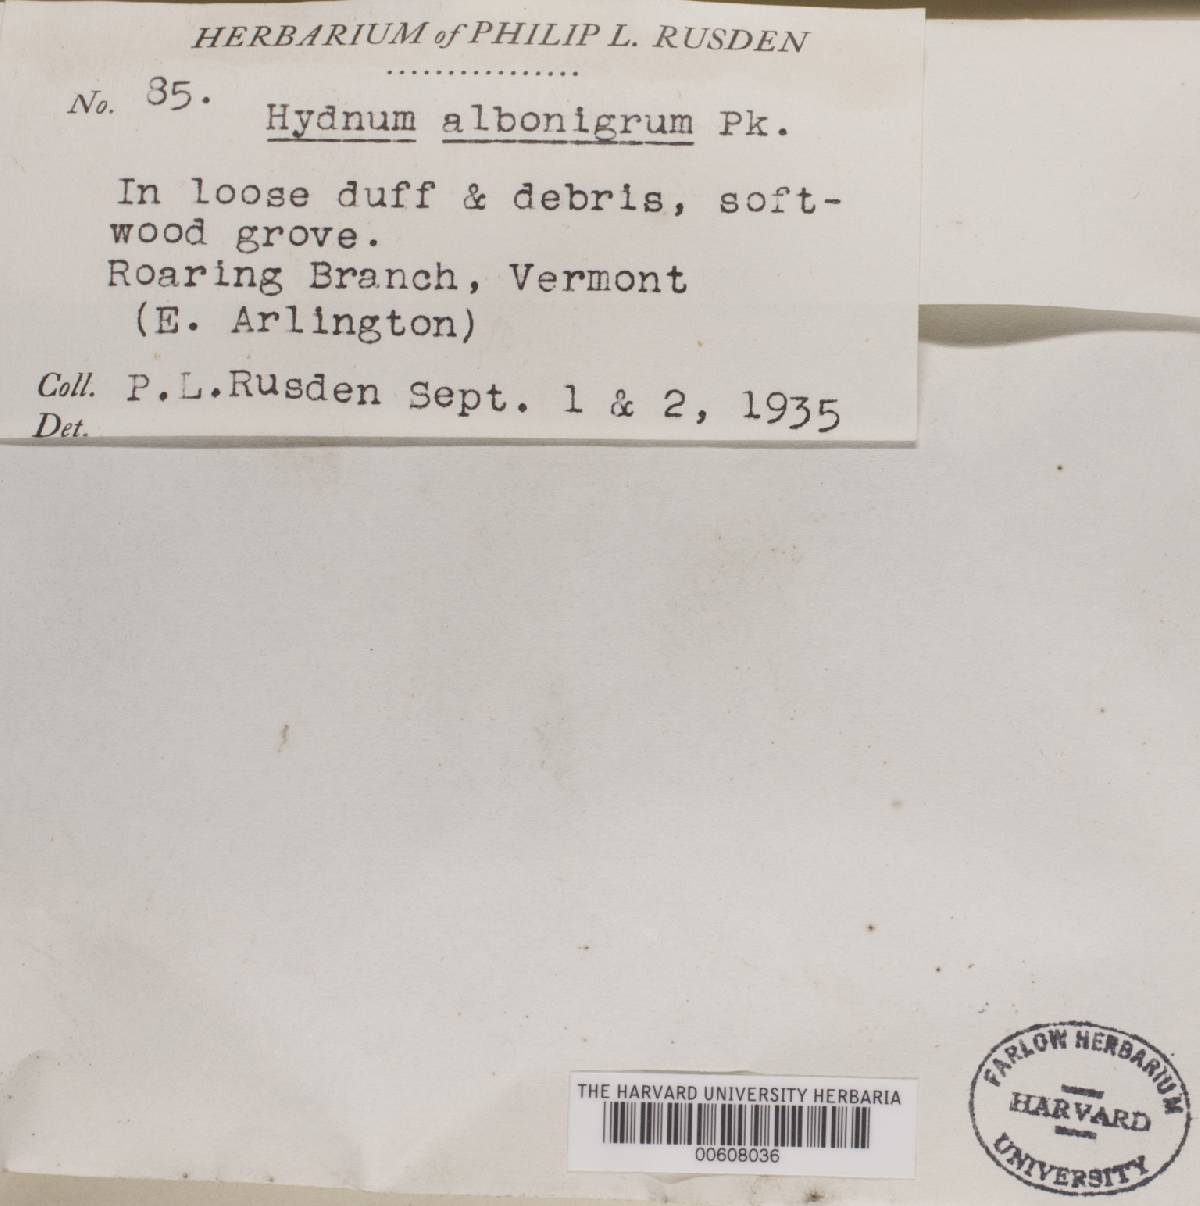 HERBARIUM of PHILIP L. RUSDEN
................
No. 85.
Hydnum albonigrum Pk.
In loose duff & debris, soft-
wood grove.
Roaring Branch, Vermont
(E. Arlington)
Coll. P.L.Rusden Sept. 1 & 2, 1935
Det.
THE HARVARD UNIVERSITY HERBARIA
00608036
FARLOW HERBARIUM
HARVARD
UNIVERSITY